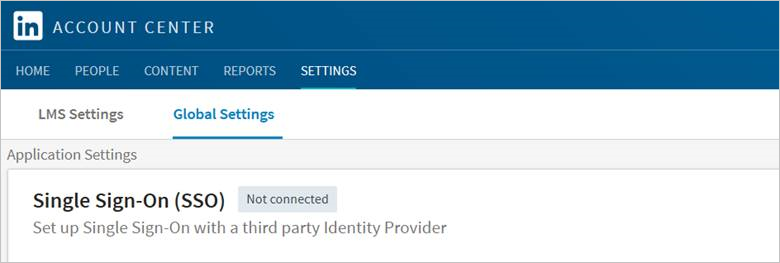 in ACCOUNT CENTER
HOME PEOPLE CONTENT REPORTS SETTINGS
LMS Settings Global Settings
Application Settings
Single Sign-On (SSO) Not connected
Set up Single Sign-On with a third party Identity Provider